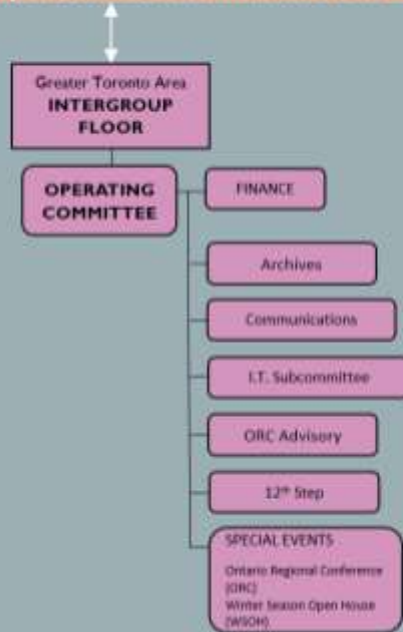 Greater Toronto Area
INTERGROUP
FLOOR
OPERATING
COMMITTEE
FINANCE
Archives
Communications
I.T. Subcommittee
ORC Advisory
12th Step
SPECIAL EVENTS
Ontario Regional Conference
(ORC)
Winter Season Open House
(WSOH)